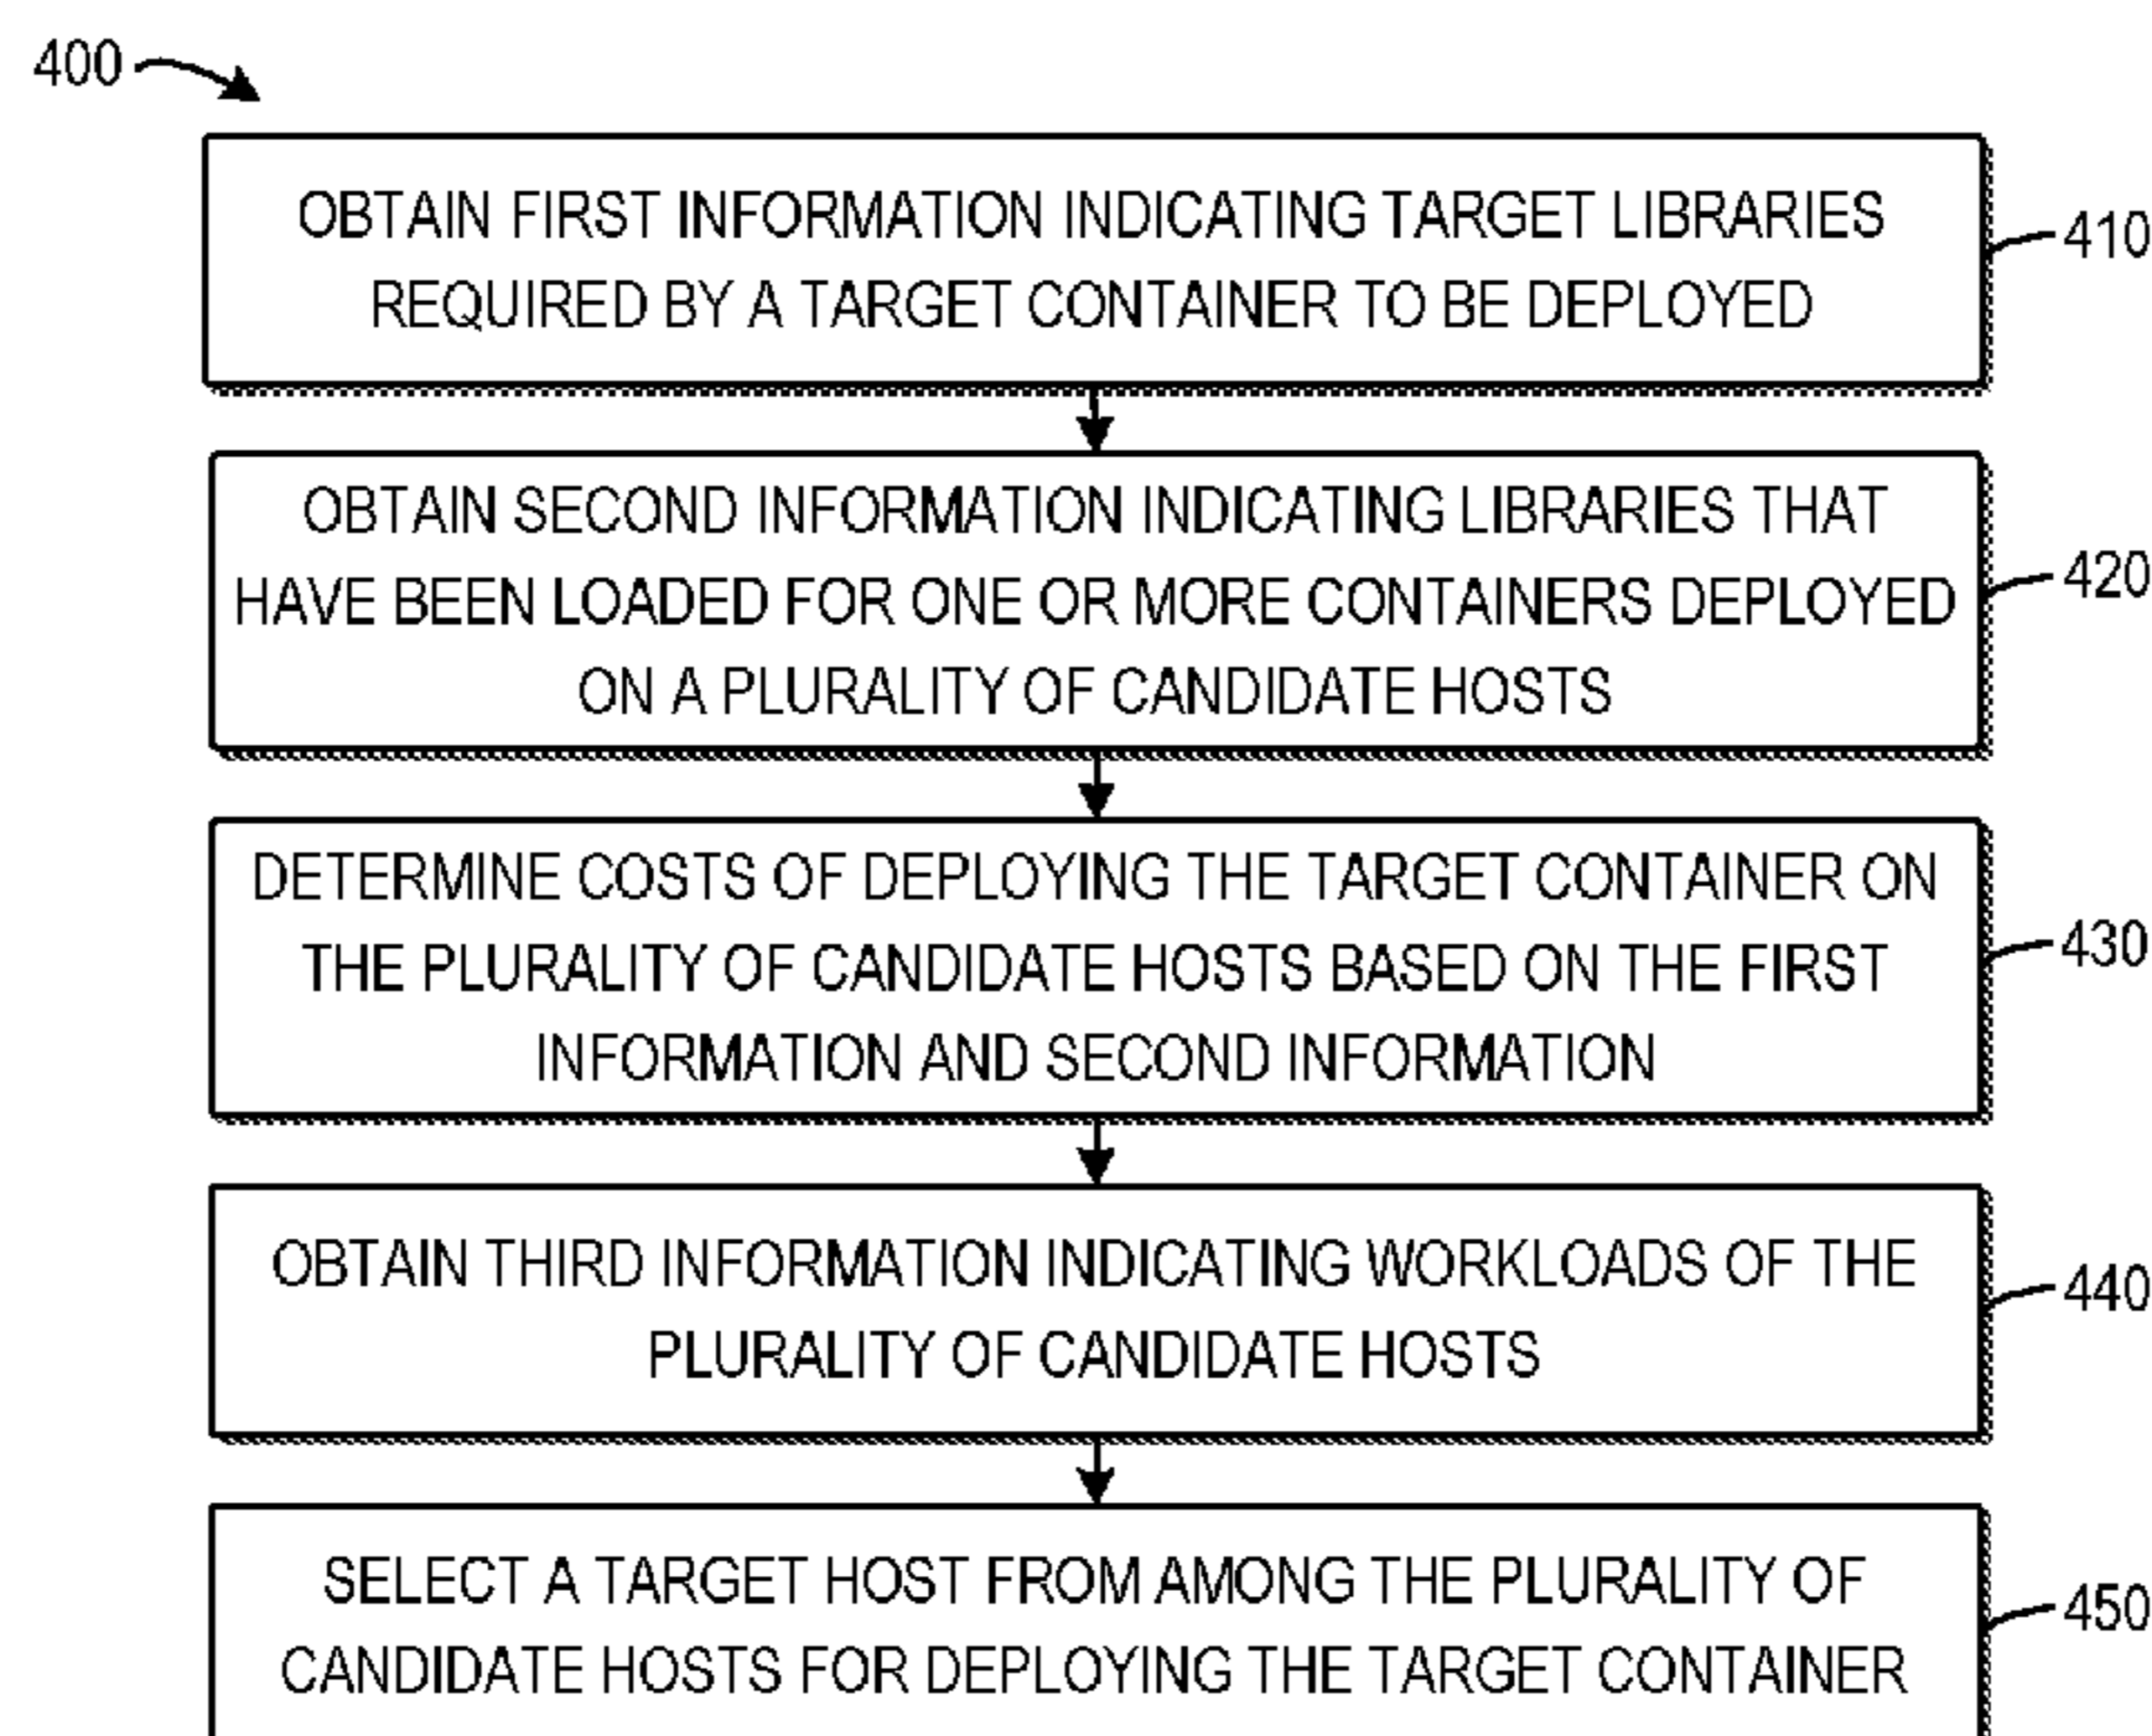 400
OBTAIN FIRST INFORMATION INDICATING TARGET LIBRARIES
REQUIRED BY A TARGET CONTAINER TO BE DEPLOYED
410
OBTAIN SECOND INFORMATION INDICATING LIBRARIES THAT
HAVE BEEN LOADED FOR ONE OR MORE CONTAINERS DEPLOYED
ON A PLURALITY OF CANDIDATE HOSTS
420
DETERMINE COSTS OF DEPLOYING THE TARGET CONTAINER ON
THE PLURALITY OF CANDIDATE HOSTS BASED ON THE FIRST
INFORMATION AND SECOND INFORMATION
430
OBTAIN THIRD INFORMATION INDICATING WORKLOADS OF THE
PLURALITY OF CANDIDATE HOSTS
440
SELECT A TARGET HOST FROM AMONG THE PLURALITY OF
CANDIDATE HOSTS FOR DEPLOYING THE TARGET CONTAINER
450